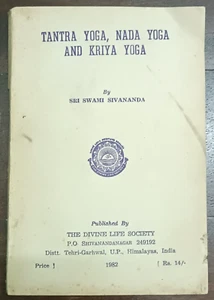 TANTRA YOGA, NADA YOGA
AND KRIYA YOGA
By
SRI SWAMI SIVANANDA
Published By
THE DIVINE LIFE SOCIETY
P.O. SHIVANANDANAGAR 249192
Distt. Tehri-Garhwal, U.P., Himalayas, India
Price ]
1982
[ Rs. 14/-